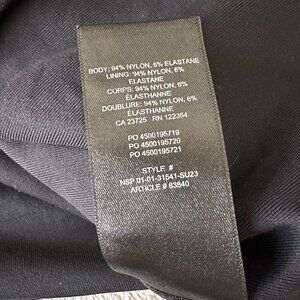 BODY: 94% NYLON, 6% ELASTANE
LINING: 94% NYLON, 6%
ELASTANE
CORPS: 94% NYLON, 6%
ÉLASTHANNE
DOUBLURE: 94% NYLON, 6%
ÉLASTHANNE
CA 23725 RN 122354
PO 4500195719
PO 4500195720
PO 4500195721
STYLE #
NSP 01-01-31541-SU23
ARTICLE # 83840